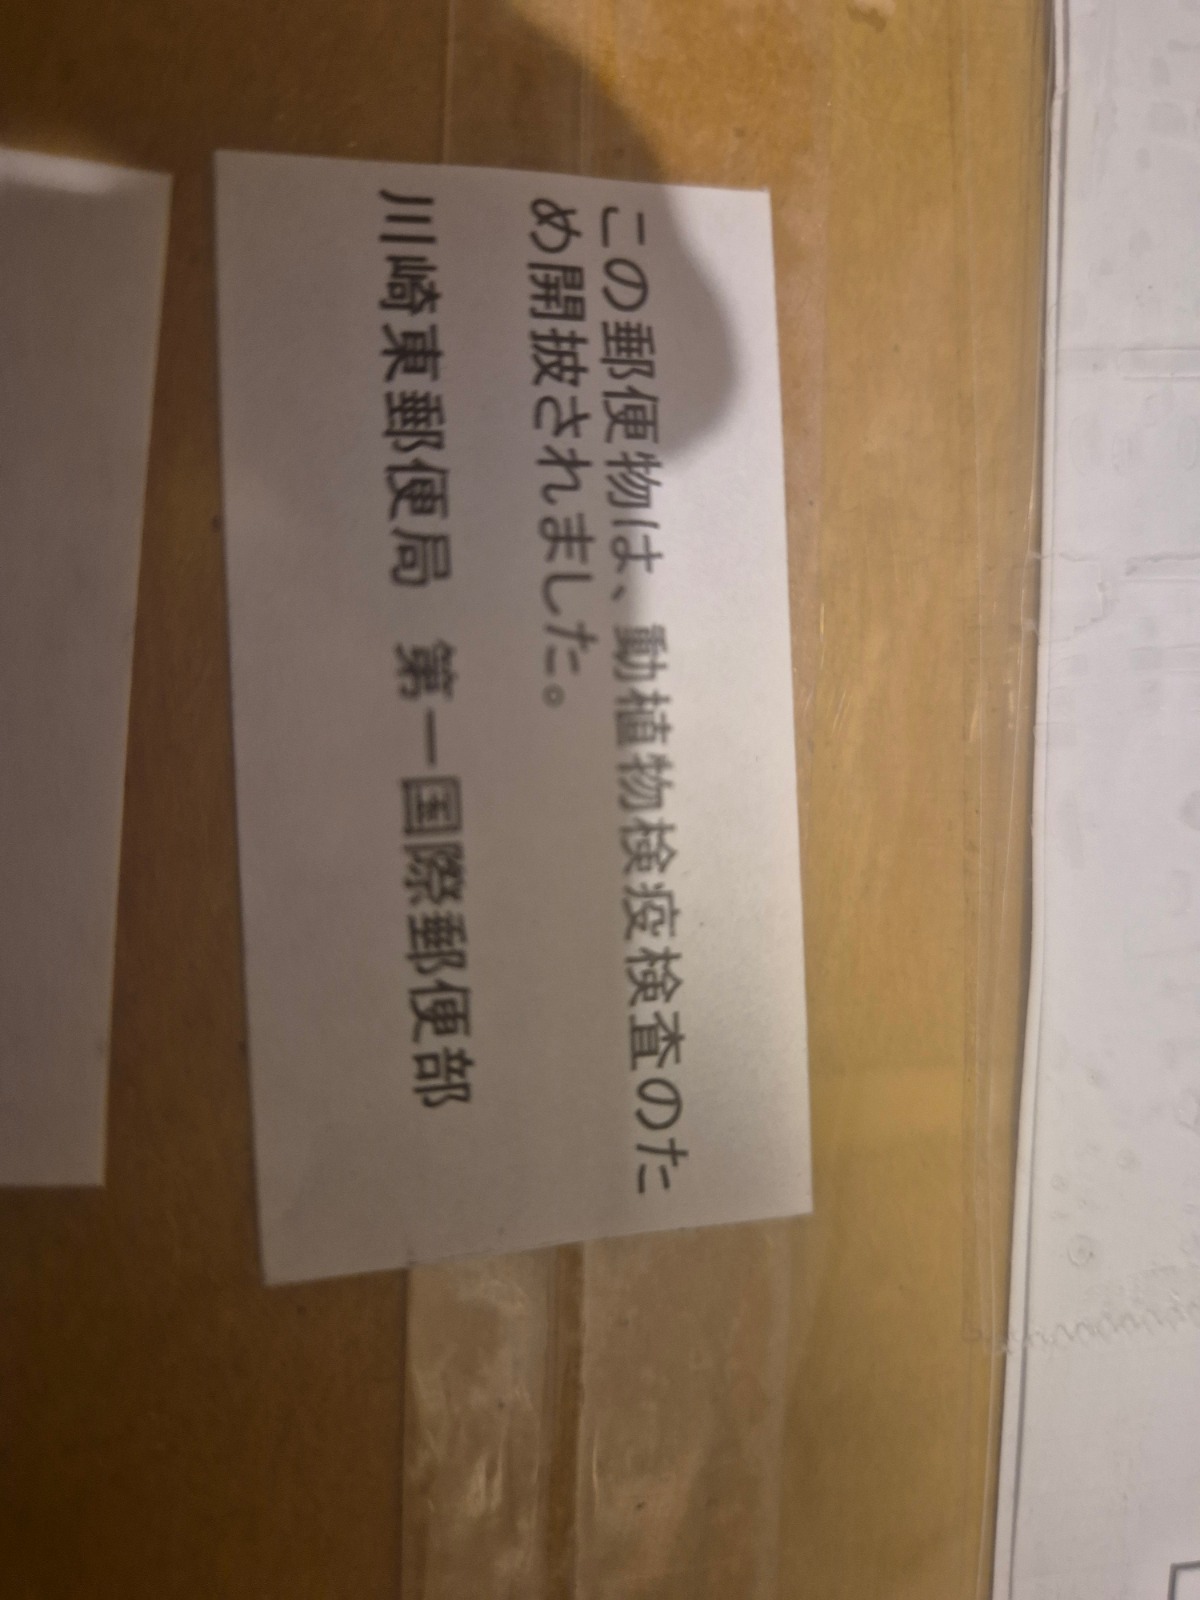 この郵便物は、動植物検疫検査のた
め開披されました。
川崎東郵便局　第一国際郵便部